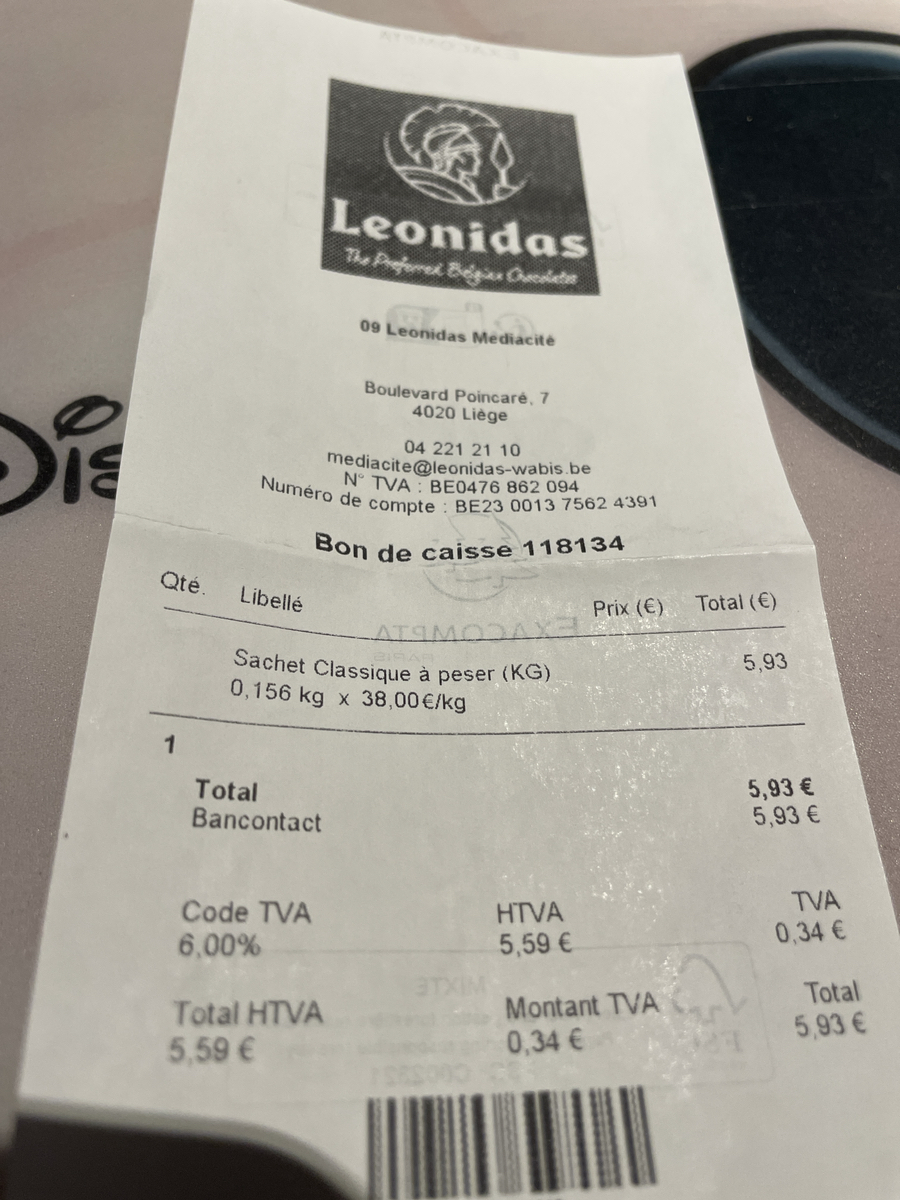 Leonidas
The Preferred Belgian Chocolates
09 Leonidas Médiacité
Boulevard Poincaré, 7
4020 Liège
04 221 21 10
mediacite@leonidas-wabis.be
N° TVA : BE0476 862 094
Numéro de compte : BE23 0013 7562 4391
Bon de caisse 118134
Qté. Libellé Prix (€) Total (€)
EXACOMPTA
PARIS
Sachet Classique à peser (KG) 5,93
0,156 kg x 38,00€/kg
1
Total 5,93 €
Bancontact 5,93 €
Code TVA HTVA TVA
6,00% 5,59 € 0,34 €
MIXTE
Total HTVA Montant TVA Total
5,59 € 0,34 € 5,93 €